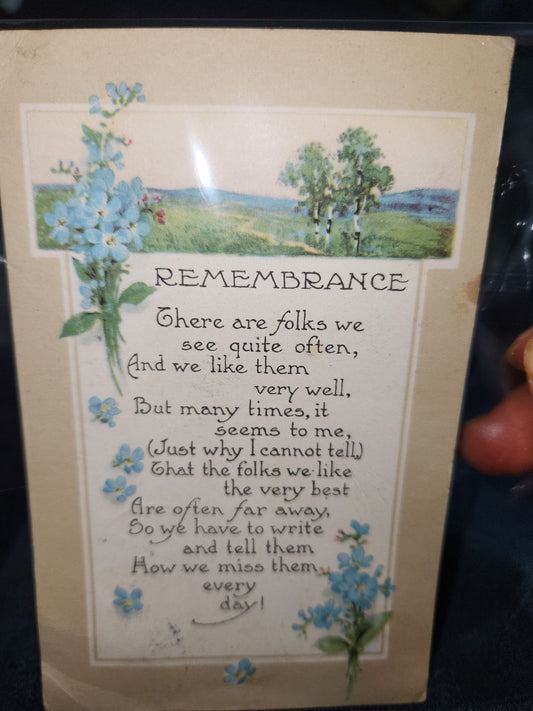 REMEMBRANCE
There are folks we
see quite often,
And we like them
very well,
But many times, it
seems to me,
(Just why I cannot tell,)
That the folks we like
the very best
Are often far away,
So we have to write
and tell them
How we miss them,
every
day!